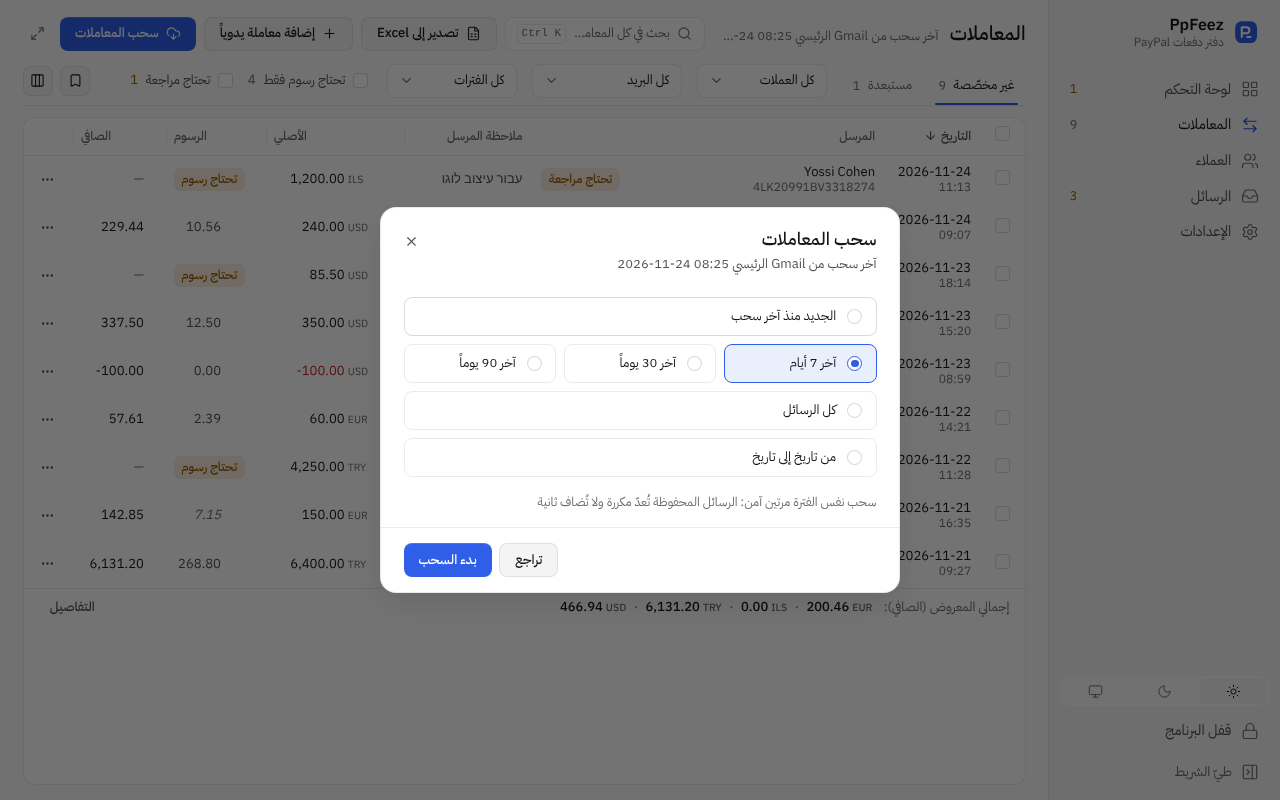 PpFeez
دفتر دفعات PayPal
لوحة التحكم 1
المعاملات 9
العملاء
الرسائل 3
الإعدادات
قفل البرنامج
طيّ الشريط
المعاملات
آخر سحب من Gmail الرئيسي 08:25 24-...
بحث في كل المعامـ... Ctrl K
تصدير إلى Excel
إضافة معاملة يدوياً
سحب المعاملات
غير مخصّصة 9
مستبعدة 1
كل العملات
كل البريد
كل الفترات
تحتاج رسوم فقط 4
تحتاج مراجعة 1
التاريخ المرسل ملاحظة المرسل الأصلي الرسوم الصافي
2026-11-24 Yossi Cohen تحتاج مراجعة עבור עיצוב לוגו 1,200.00 ILS تحتاج رسوم —
11:13 4LK20991BV3318274
2026-11-24 240.00 USD 10.56 229.44
09:07
2026-11-23 85.50 USD تحتاج رسوم —
18:14
2026-11-23 350.00 USD 12.50 337.50
15:20
2026-11-23 -100.00 USD 0.00 -100.00
08:59
2026-11-22 60.00 EUR 2.39 57.61
14:21
2026-11-22 4,250.00 TRY تحتاج رسوم —
11:28
2026-11-21 150.00 EUR 7.15 142.85
16:35
2026-11-21 6,400.00 TRY 268.80 6,131.20
09:27
إجمالي المعروض (الصافي): 200.46 EUR · 0.00 ILS · 6,131.20 TRY · 466.94 USD
التفاصيل
سحب المعاملات
آخر سحب من Gmail الرئيسي 08:25 2026-11-24
الجديد منذ آخر سحب
آخر 7 أيام
آخر 30 يوماً
آخر 90 يوماً
كل الرسائل
من تاريخ إلى تاريخ
سحب نفس الفترة مرتين آمن: الرسائل المحفوظة تُعدّ مكررة ولا تُضاف ثانية
تراجع
بدء السحب